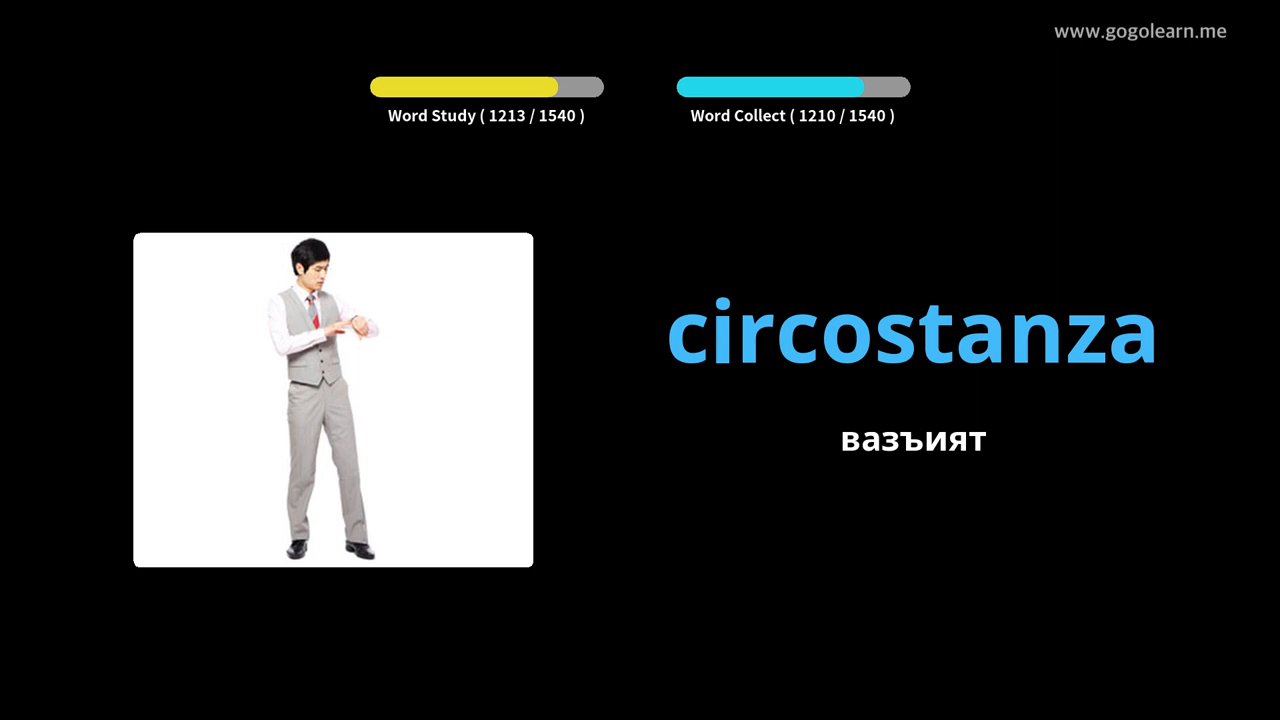 www.gogolearn.me
Word Study ( 1213 / 1540 )
Word Collect ( 1210 / 1540 )
circostanza
вазъият